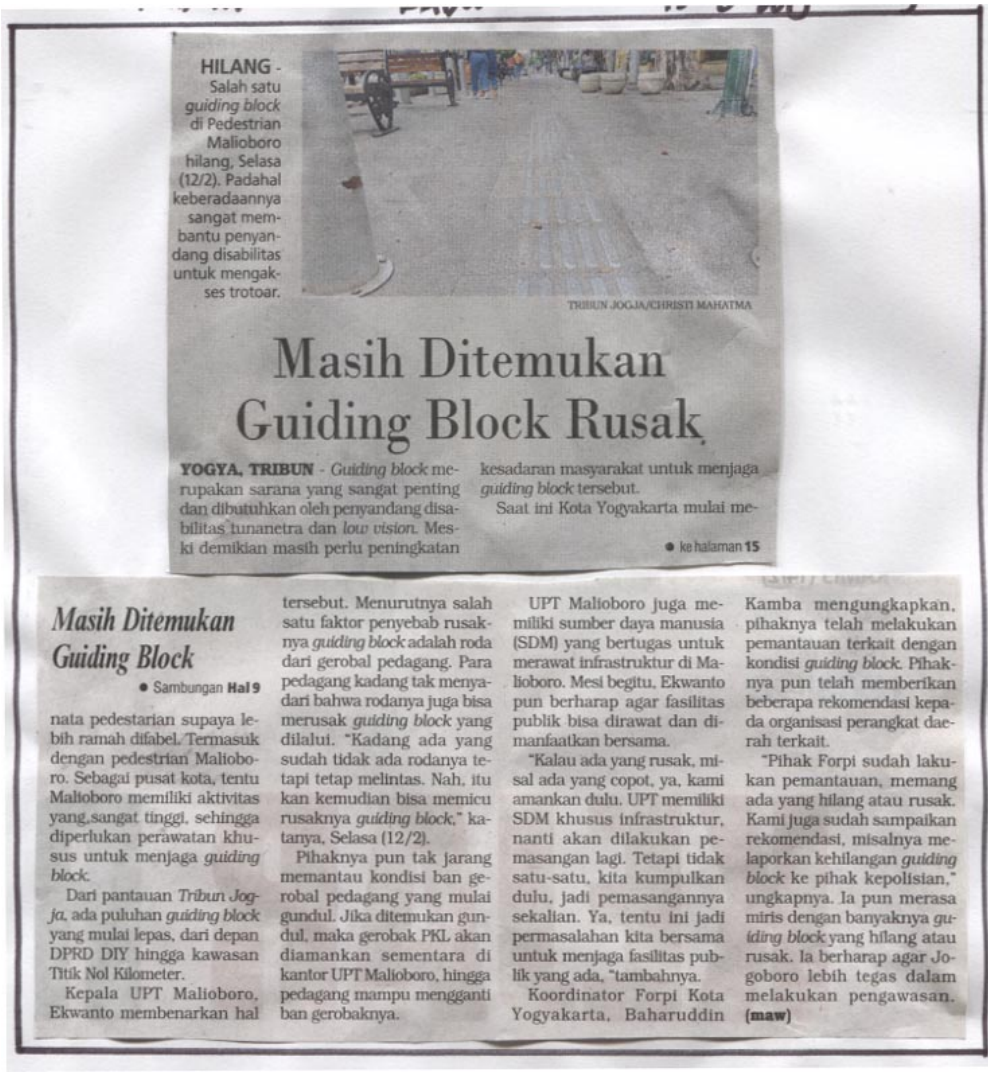 HILANG -
Salah satu
guiding block
di Pedestrian
Malioboro
hilang, Selasa
(12/2). Padahal
keberadaannya
sangat mem-
bantu penyan-
dang disabilitas
untuk mengak-
ses trotoar.
TRIBUN JOGJA/CHRISTI MAHATMA
Masih Ditemukan
Guiding Block Rusak
YOGYA, TRIBUN - Guiding block me-
rupakan sarana yang sangat penting
dan dibutuhkan oleh penyandang disa-
bilitas tunanetra dan low vision. Mes-
ki demikian masih perlu peningkatan
kesadaran masyarakat untuk menjaga
guiding block tersebut.
Saat ini Kota Yogyakarta mulai me-
● ke halaman 15
Masih Ditemukan
Guiding Block
● Sambungan Hal 9
nata pedestarian supaya le-
bih ramah difabel. Termasuk
dengan pedestrian Maliobo-
ro. Sebagai pusat kota, tentu
Malioboro memiliki aktivitas
yang sangat tinggi, sehingga
diperlukan perawatan khu-
sus untuk menjaga guiding
block.
Dari pantauan Tribun Jog-
ja, ada puluhan guiding block
yang mulai lepas, dari depan
DPRD DIY hingga kawasan
Titik Nol Kilometer.
Kepala UPT Malioboro,
Ekwanto membenarkan hal
tersebut. Menurutnya salah
satu faktor penyebab rusak-
nya guiding block adalah roda
dari gerobal pedagang. Para
pedagang kadang tak menya-
dari bahwa rodanya juga bisa
merusak guiding block yang
dilalui. "Kadang ada yang
sudah tidak ada rodanya te-
tapi tetap melintas. Nah, itu
kan kemudian bisa memicu
rusaknya guiding block," ka-
tanya, Selasa (12/2).
Pihaknya pun tak jarang
memantau kondisi ban ge-
robal pedagang yang mulai
gundul. Jika ditemukan gun-
dul, maka gerobak PKL akan
diamankan sementara di
kantor UPT Malioboro, hingga
pedagang mampu mengganti
ban gerobaknya.
UPT Malioboro juga me-
miliki sumber daya manusia
(SDM) yang bertugas untuk
merawat infrastruktur di Ma-
lioboro. Mesi begitu, Ekwanto
pun berharap agar fasilitas
publik bisa dirawat dan di-
manfaatkan bersama.
"Kalau ada yang rusak, mi-
sal ada yang copot, ya, kami
amankan dulu. UPT memiliki
SDM khusus infrastruktur,
nanti akan dilakukan pe-
masangan lagi. Tetapi tidak
satu-satu, kita kumpulkan
dulu, jadi pemasangannya
sekalian. Ya, tentu ini jadi
permasalahan kita bersama
untuk menjaga fasilitas pub-
lik yang ada, "tambahnya.
Koordinator Forpi Kota
Yogyakarta, Baharuddin
Kamba mengungkapkan,
pihaknya telah melakukan
pemantauan terkait dengan
kondisi guiding block. Pihak-
nya pun telah memberikan
beberapa rekomendasi kepa-
da organisasi perangkat dae-
rah terkait.
"Pihak Forpi sudah laku-
kan pemantauan, memang
ada yang hilang atau rusak.
Kami juga sudah sampaikan
rekomendasi, misalnya me-
laporkan kehilangan guiding
block ke pihak kepolisian,"
ungkapnya. Ia pun merasa
miris dengan banyaknya gu-
iding block yang hilang atau
rusak. Ia berharap agar Jo-
goboro lebih tegas dalam
melakukan pengawasan.
(maw)